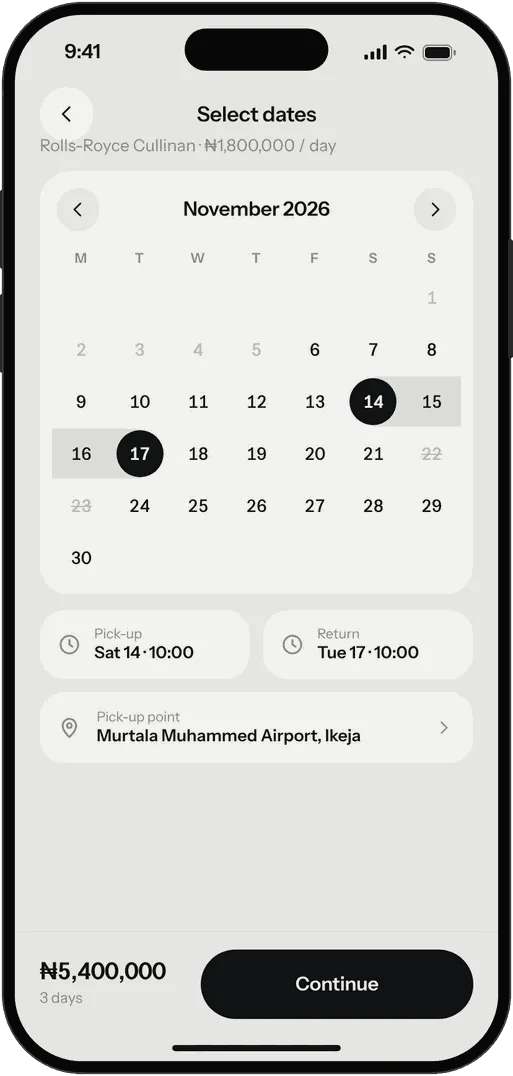 9:41
Select dates
Rolls-Royce Cullinan · ₦1,800,000 / day
November 2026
M T W T F S S
1
2 3 4 5 6 7 8
9 10 11 12 13 14 15
16 17 18 19 20 21 22
23 24 25 26 27 28 29
30
Pick-up
Sat 14 · 10:00
Return
Tue 17 · 10:00
Pick-up point
Murtala Muhammed Airport, Ikeja
₦5,400,000
3 days
Continue